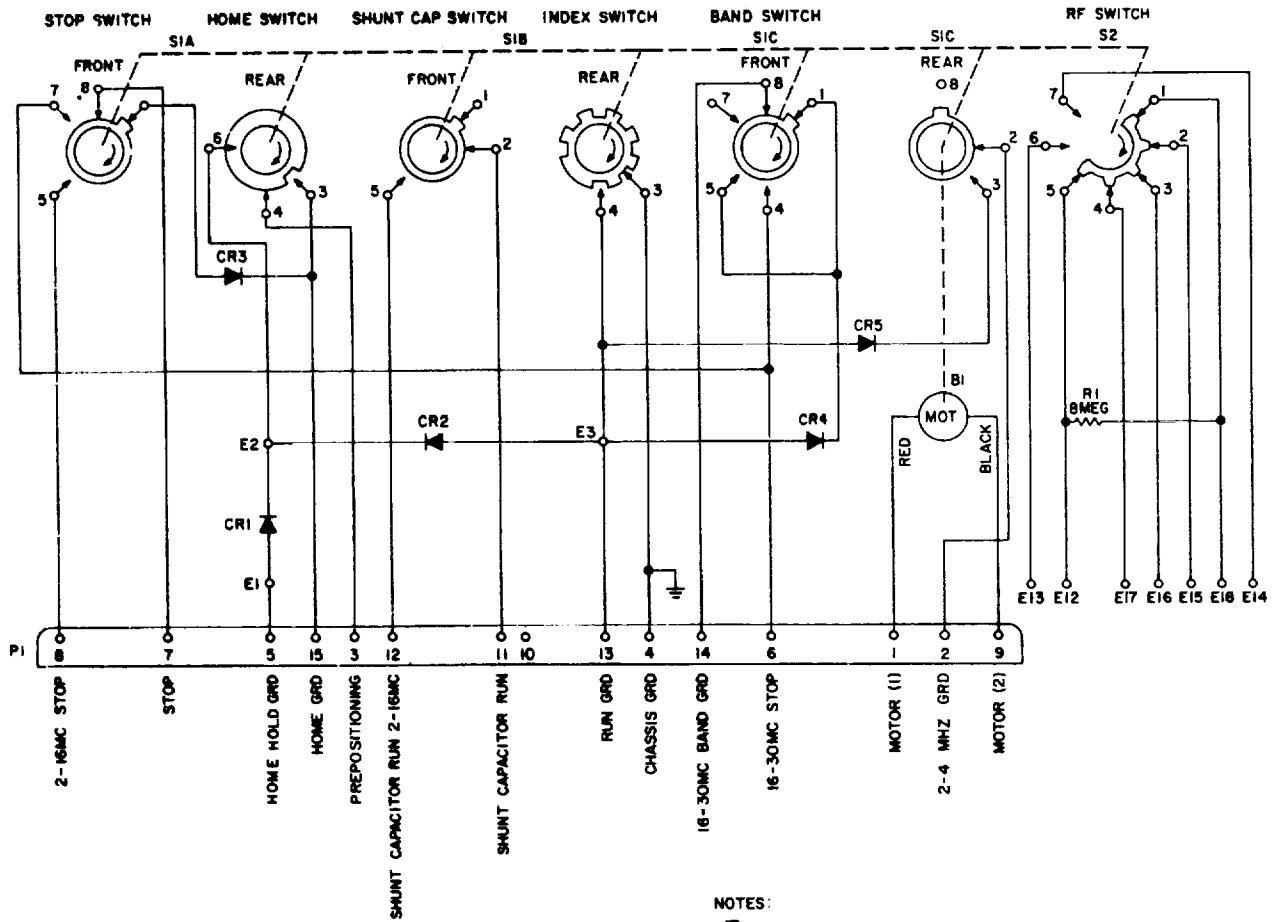 STOP SWITCH HOME SWITCH SHUNT CAP SWITCH INDEX SWITCH BAND SWITCH RF SWITCH
S1A S1B S1C S1C S2
FRONT REAR FRONT REAR FRONT REAR
7 8 6 3 4 5
1 2 5
3 4
7 8 1 5 4
8 2 3
7 1 6 2 5 3 4
CR3
CR5
B1
MOT
R1
8MEG
E2 CR2 E3 CR4
RED BLACK
CR1
E1
E13 E12 E17 E16 E15 E18 E14
P1 8 7 5 15 3 12 11 10 13 4 14 6 1 2 9
2-16MC STOP
STOP
HOME HOLD GRD
HOME GRD
PREPOSITIONING
SHUNT CAPACITOR RUN 2-16MC
SHUNT CAPACITOR RUN
RUN GRD
CHASSIS GRD
16-30MC BAND GRD
16-30MC STOP
MOTOR (1)
2-4 MHZ GRD
MOTOR (2)
NOTES: